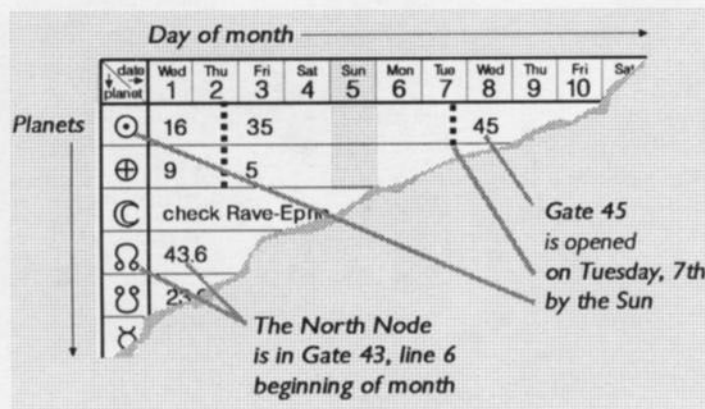 Day of month
date Wed Thu Fri Sat Sun Mon Tue Wed Thu Fri Sat
planet 1 2 3 4 5 6 7 8 9 10
Planets
16 35 45
9 5
check Rave-Ephe
43.6
Gate 45
is opened
on Tuesday, 7th
by the Sun
The North Node
is in Gate 43, line 6
beginning of month